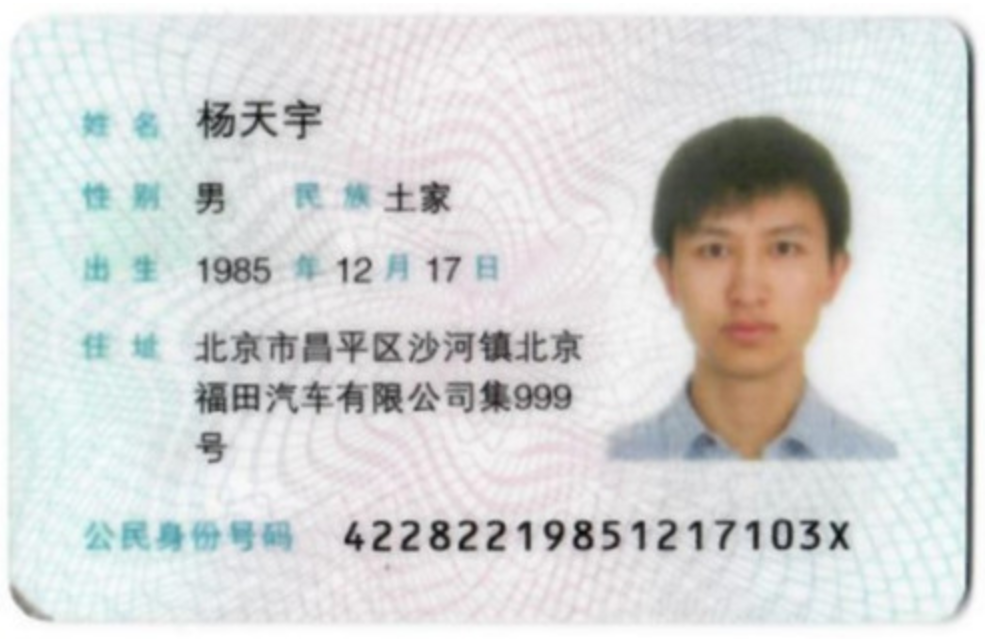 姓名 杨天宇
性别 男 民族 土家
出生 1985 年 12 月 17 日
住址 北京市昌平区沙河镇北京
福田汽车有限公司集999
号
公民身份号码 42282219851217103X